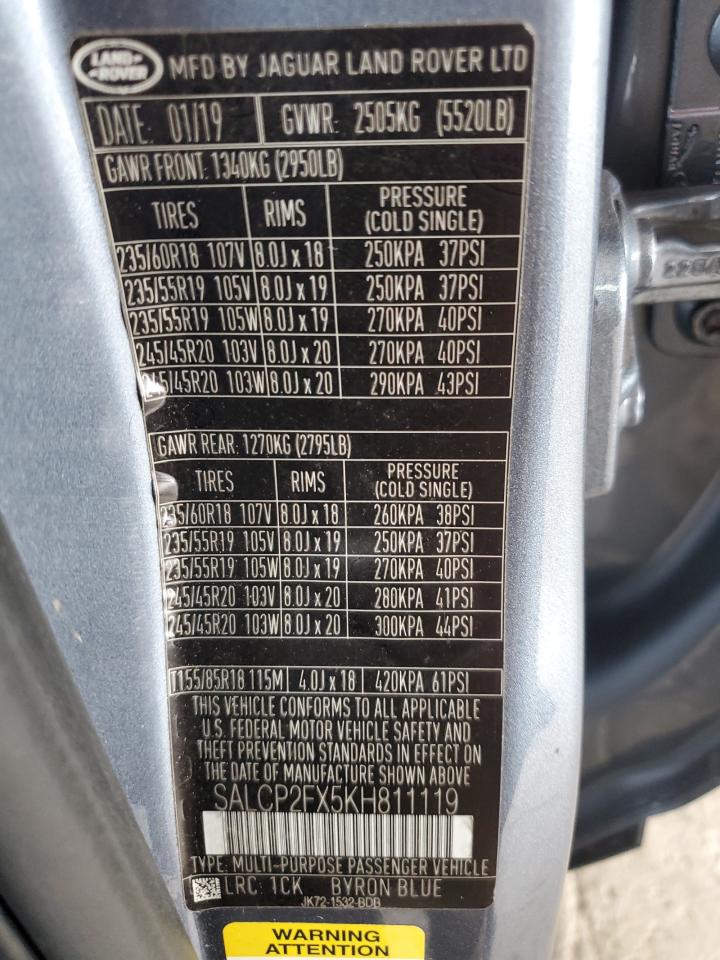 LAND ROVER MFD BY JAGUAR LAND ROVER LTD
DATE: 01/19 GVWR: 2505KG (5520LB)
GAWR FRONT: 1340KG (2950LB)
TIRES RIMS PRESSURE (COLD SINGLE)
235/60R18 107V 8.0J x 18 250KPA 37PSI
235/55R19 105V 8.0J x 19 250KPA 37PSI
235/55R19 105W 8.0J x 19 270KPA 40PSI
245/45R20 103V 8.0J x 20 270KPA 40PSI
245/45R20 103W 8.0J x 20 290KPA 43PSI
GAWR REAR: 1270KG (2795LB)
TIRES RIMS PRESSURE (COLD SINGLE)
235/60R18 107V 8.0J x 18 260KPA 38PSI
235/55R19 105V 8.0J x 19 250KPA 37PSI
235/55R19 105W 8.0J x 19 270KPA 40PSI
245/45R20 103V 8.0J x 20 280KPA 41PSI
245/45R20 103W 8.0J x 20 300KPA 44PSI
T155/85R18 115M 4.0J x 18 420KPA 61PSI
THIS VEHICLE CONFORMS TO ALL APPLICABLE
U.S. FEDERAL MOTOR VEHICLE SAFETY AND
THEFT PREVENTION STANDARDS IN EFFECT ON
THE DATE OF MANUFACTURE SHOWN ABOVE
SALCP2FX5KH811119
TYPE: MULTI-PURPOSE PASSENGER VEHICLE
LRC: 1CK BYRON BLUE
JK72-1532-BDB
WARNING
ATTENTION